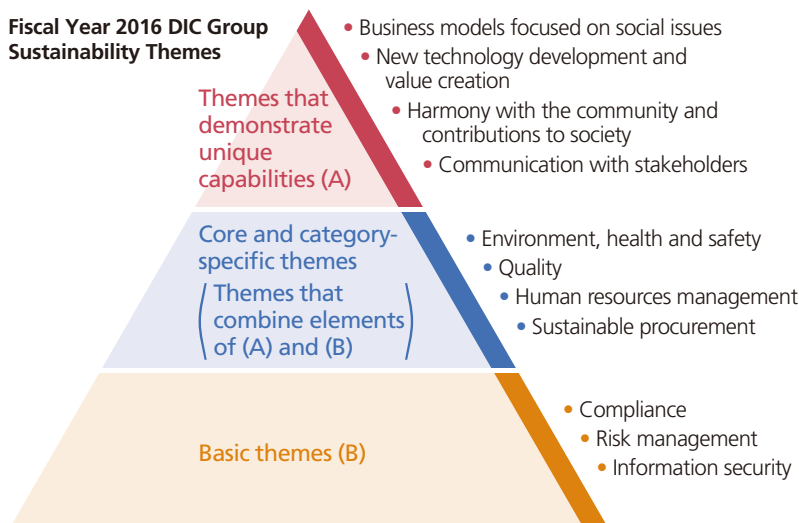 Fiscal Year 2016 DIC Group
Sustainability Themes
Themes that
demonstrate
unique
capabilities (A)
• Business models focused on social issues
• New technology development and
value creation
• Harmony with the community and
contributions to society
• Communication with stakeholders
Core and category-
specific themes
(Themes that
combine elements
of (A) and (B))
• Environment, health and safety
• Quality
• Human resources management
• Sustainable procurement
Basic themes (B)
• Compliance
• Risk management
• Information security